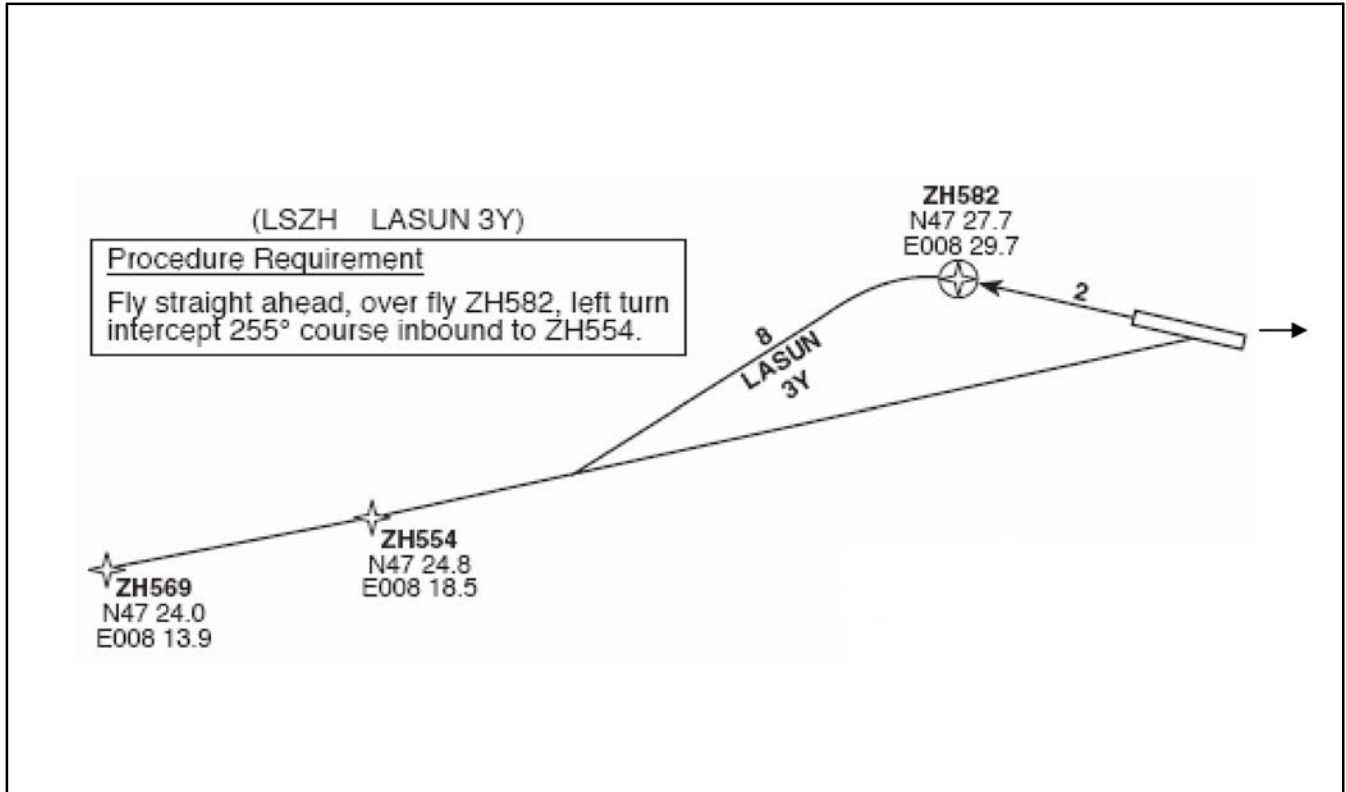 (LSZH LASUN 3Y)
Procedure Requirement
Fly straight ahead, over fly ZH582, left turn
intercept 255° course inbound to ZH554.
ZH582
N47 27.7
E008 29.7
2
8
LASUN
3Y
ZH554
N47 24.8
E008 18.5
ZH569
N47 24.0
E008 13.9